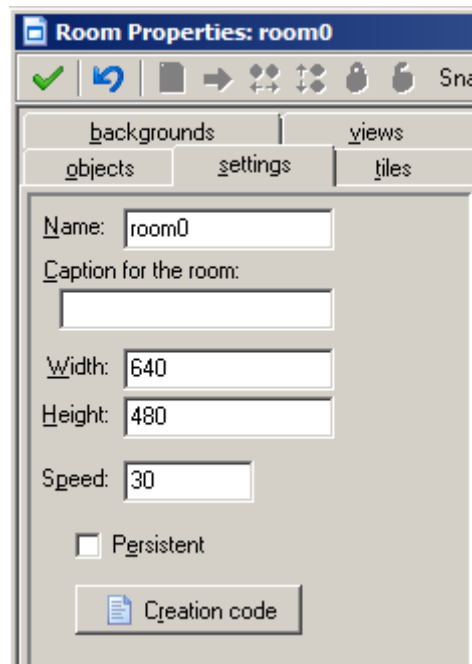 Room Properties: room0
Sna
backgrounds views
objects settings tiles
Name: room0
Caption for the room:
Width: 640
Height: 480
Speed: 30
Persistent
Creation code